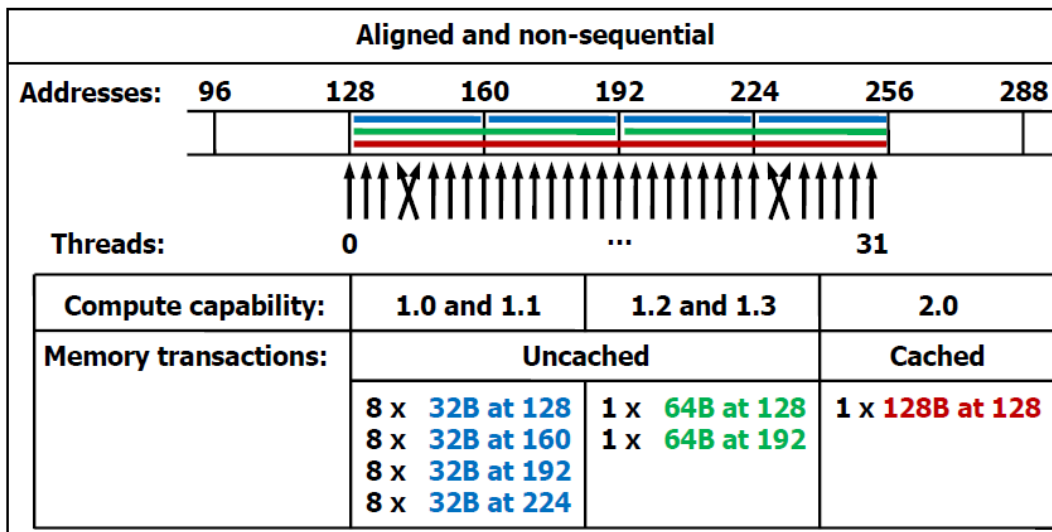 Aligned and non-sequential
Addresses: 96 128 160 192 224 256 288
Threads: 0 ... 31
Compute capability: 1.0 and 1.1 1.2 and 1.3 2.0
Memory transactions: Uncached Cached
8 x 32B at 128 1 x 64B at 128 1 x 128B at 128
8 x 32B at 160 1 x 64B at 192
8 x 32B at 192
8 x 32B at 224